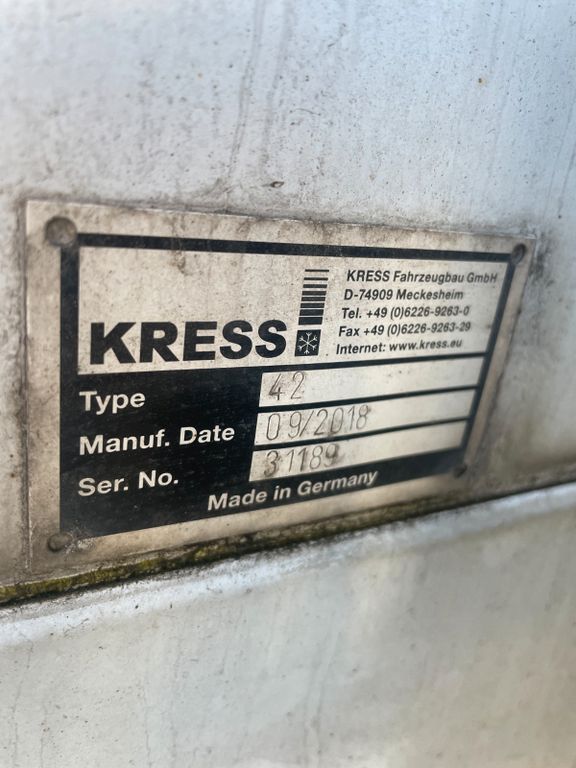 KRESS
KRESS Fahrzeugbau GmbH
D-74909 Meckesheim
Tel. +49 (0)6226-9263-0
Fax +49 (0)6226-9263-29
Internet: www.kress.eu
Type 42
Manuf. Date 09/2018
Ser. No. 31189
Made in Germany